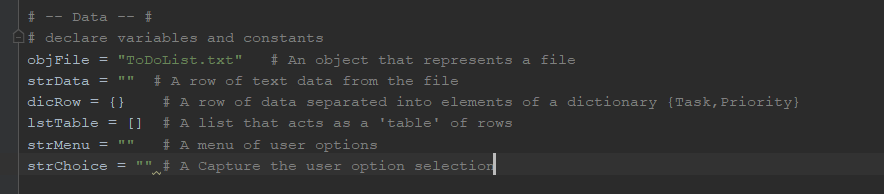 # -- Data -- #
# declare variables and constants
objFile = "ToDoList.txt"   # An object that represents a file
strData = ""  # A row of text data from the file
dicRow = {}    # A row of data separated into elements of a dictionary {Task,Priority}
lstTable = []  # A list that acts as a 'table' of rows
strMenu = ""   # A menu of user options
strChoice = "" # A Capture the user option selection